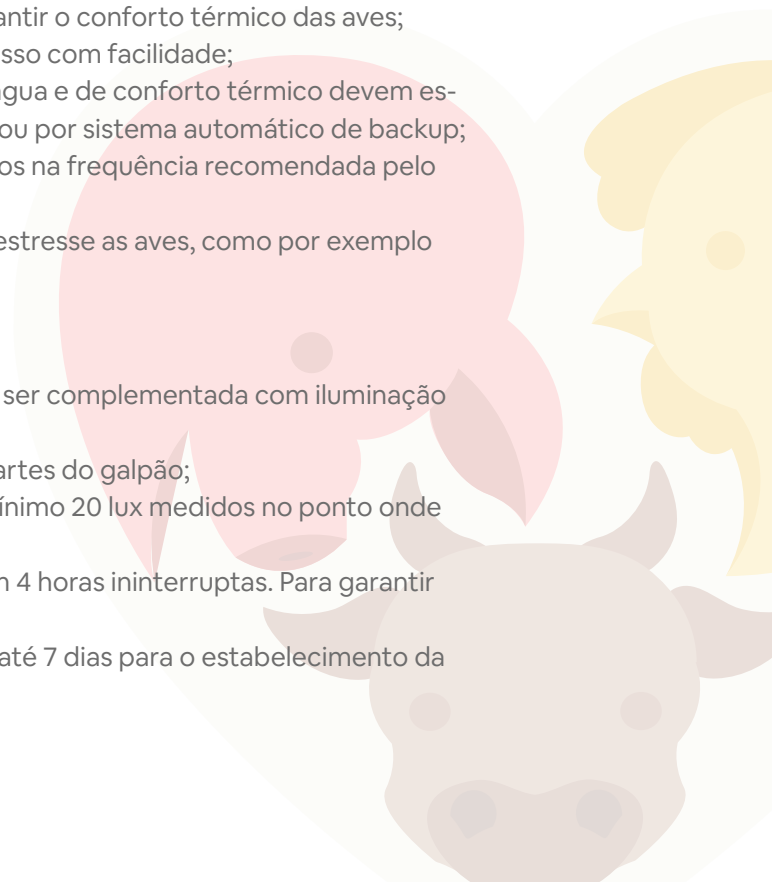 antir o conforto térmico das aves;
sso com facilidade;
gua e de conforto térmico devem es-
ou por sistema automático de backup;
os na frequência recomendada pelo
estresse as aves, como por exemplo
ser complementada com iluminação
artes do galpão;
ínimo 20 lux medidos no ponto onde
4 horas ininterruptas. Para garantir
até 7 dias para o estabelecimento da